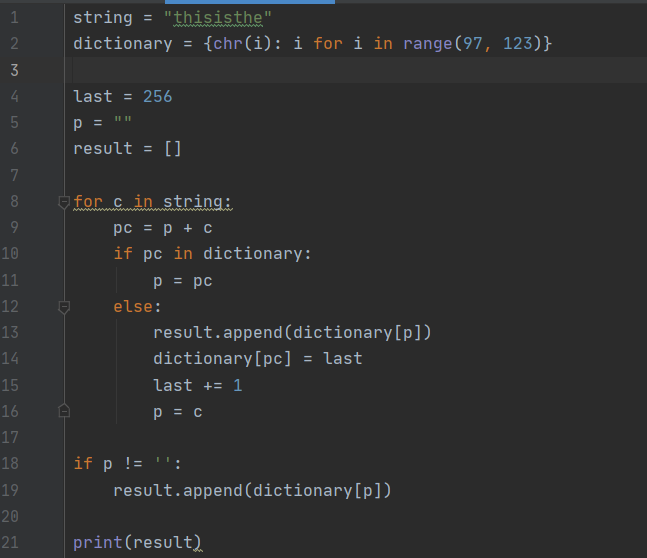 1 string = "thisisthe"
2 dictionary = {chr(i): i for i in range(97, 123)}
3
4 last = 256
5 p = ""
6 result = []
7
8 for c in string:
9     pc = p + c
10     if pc in dictionary:
11         p = pc
12     else:
13         result.append(dictionary[p])
14         dictionary[pc] = last
15         last += 1
16         p = c
17
18 if p != '':
19     result.append(dictionary[p])
20
21 print(result)